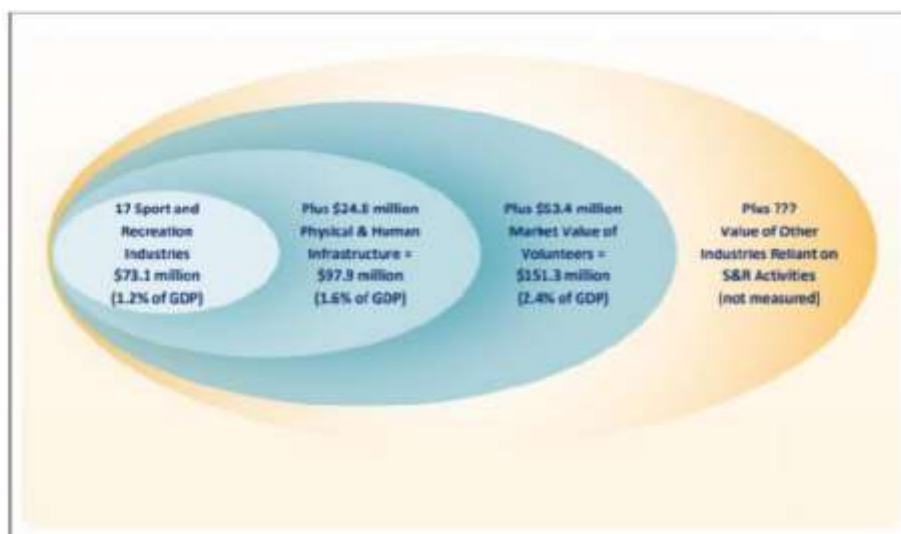 17 Sport and
Recreation
Industries
$73.1 million
(1.2% of GDP)
Plus $24.8 million
Physical & Human
Infrastructure =
$97.9 million
(1.6% of GDP)
Plus $53.4 million
Market Value of
Volunteers =
$151.3 million
(2.4% of GDP)
Plus ???
Value of Other
Industries Reliant on
S&R Activities
(not measured)